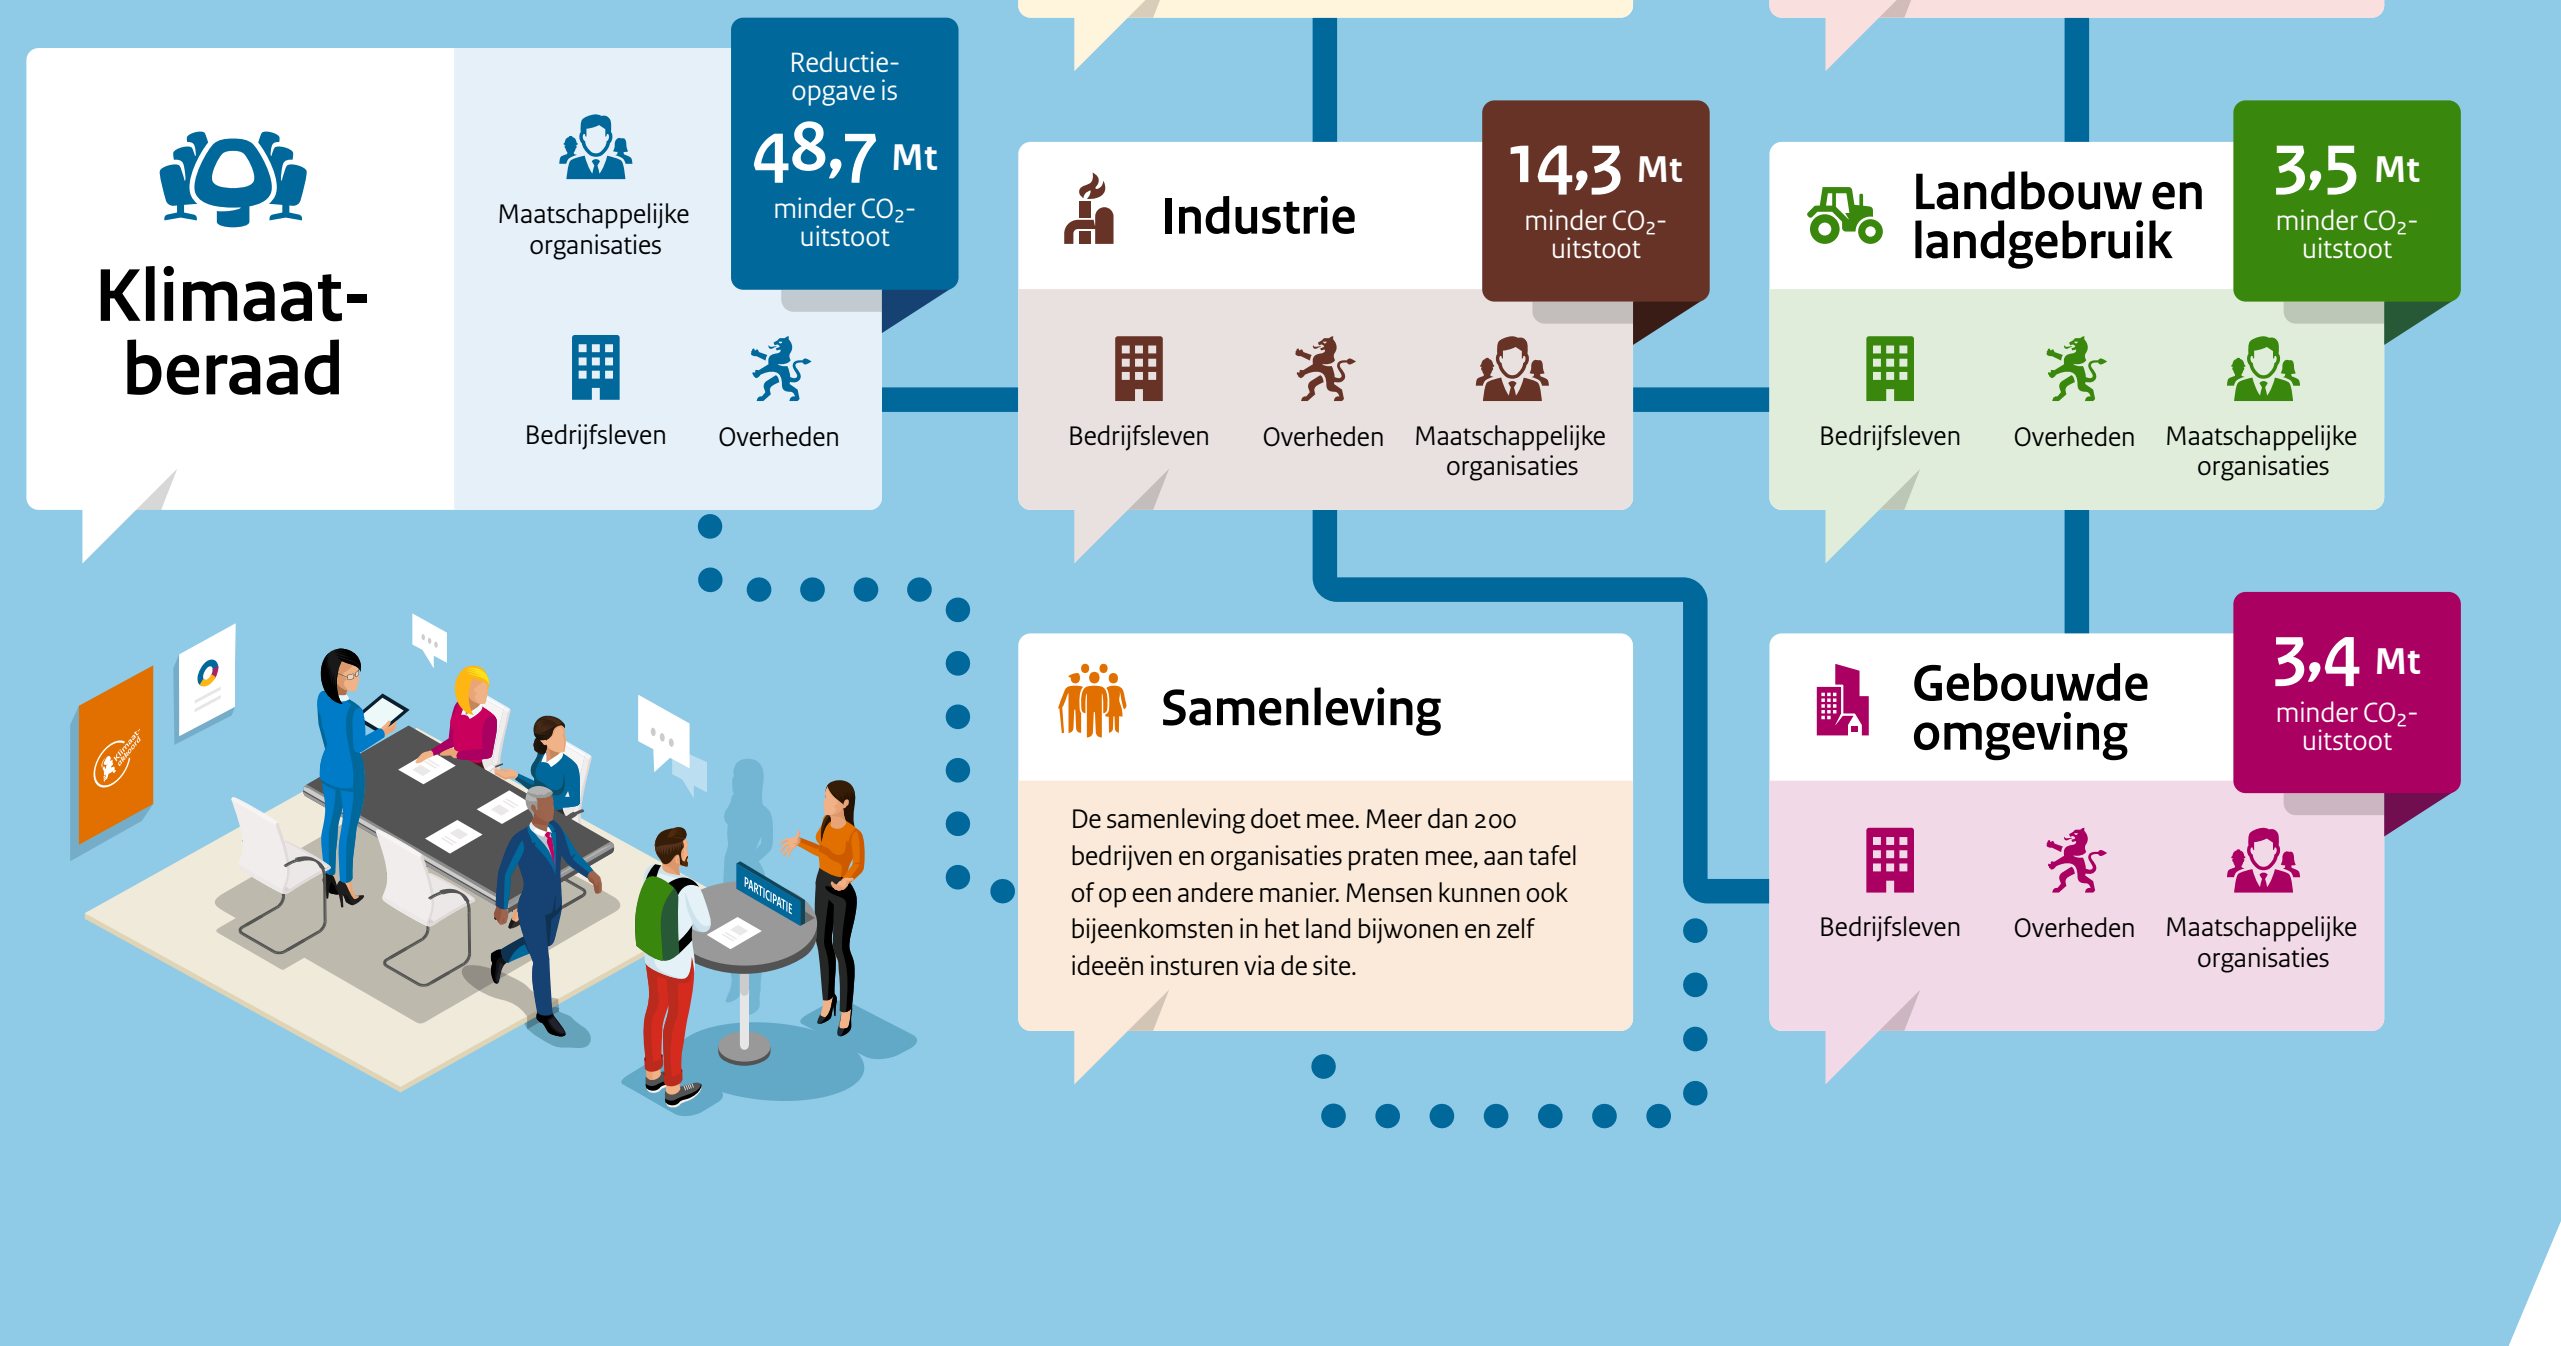 Klimaat-
beraad
Maatschappelijke
organisaties
Bedrijfsleven
Overheden
Reductie-
opgave is
48,7 Mt
minder CO₂-
uitstoot
Industrie
14,3 Mt
minder CO₂-
uitstoot
Bedrijfsleven
Overheden
Maatschappelijke
organisaties
Landbouw en
landgebruik
3,5 Mt
minder CO₂-
uitstoot
Bedrijfsleven
Overheden
Maatschappelijke
organisaties
Klimaat-
akkoord
PARTICIPATIE
Samenleving
De samenleving doet mee. Meer dan 200
bedrijven en organisaties praten mee, aan tafel
of op een andere manier. Mensen kunnen ook
bijeenkomsten in het land bijwonen en zelf
ideeën insturen via de site.
Gebouwde
omgeving
3,4 Mt
minder CO₂-
uitstoot
Bedrijfsleven
Overheden
Maatschappelijke
organisaties